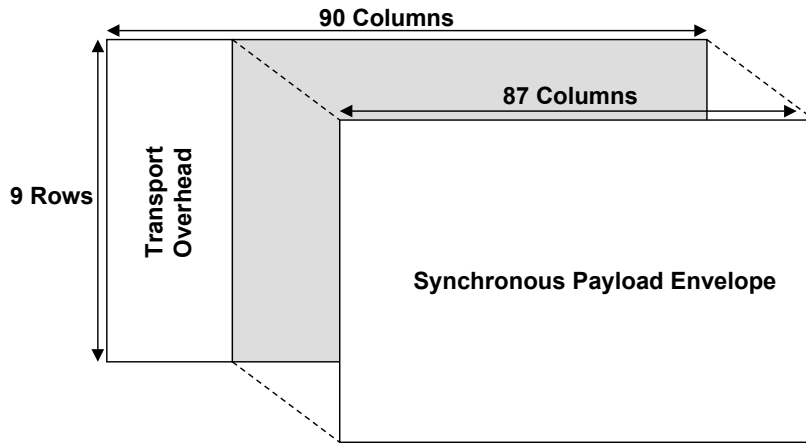 90 Columns
87 Columns
9 Rows
Transport
Overhead
Synchronous Payload Envelope